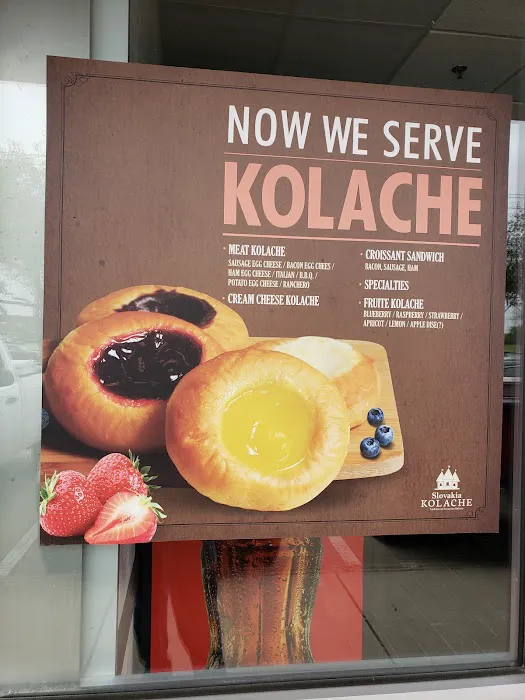 NOW WE SERVE
KOLACHE
· MEAT KOLACHE
SAUSAGE EGG CHEESE / BACON EGG CHEES /
HAM EGG CHEESE / ITALIAN / B.B.Q. /
POTATO EGG CHEESE / RANCHERO
· CREAM CHEESE KOLACHE
· CROISSANT SANDWICH
BACON, SAUSAGE, HAM
· SPECIALTIES
· FRUITE KOLACHE
BLUEBERRY / RASPBERRY / STRAWBERRY /
APRICOT / LEMON / APPLE DISE(?)
Slovakia
KOLACHE